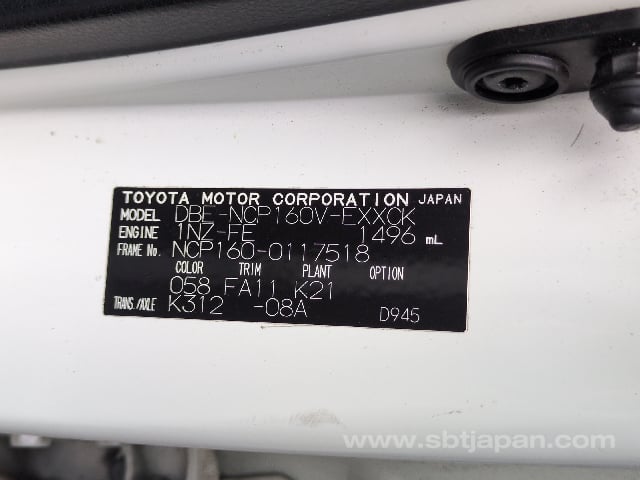 TOYOTA MOTOR CORPORATION JAPAN
MODEL DBE-NCP160V-EXXCK
ENGINE 1NZ-FE 1496 mL
FRAME No. NCP160-0117518
COLOR TRIM PLANT OPTION
058 FA11 K21
TRANS./AXLE K312 -08A D945
www.sbtjapan.com